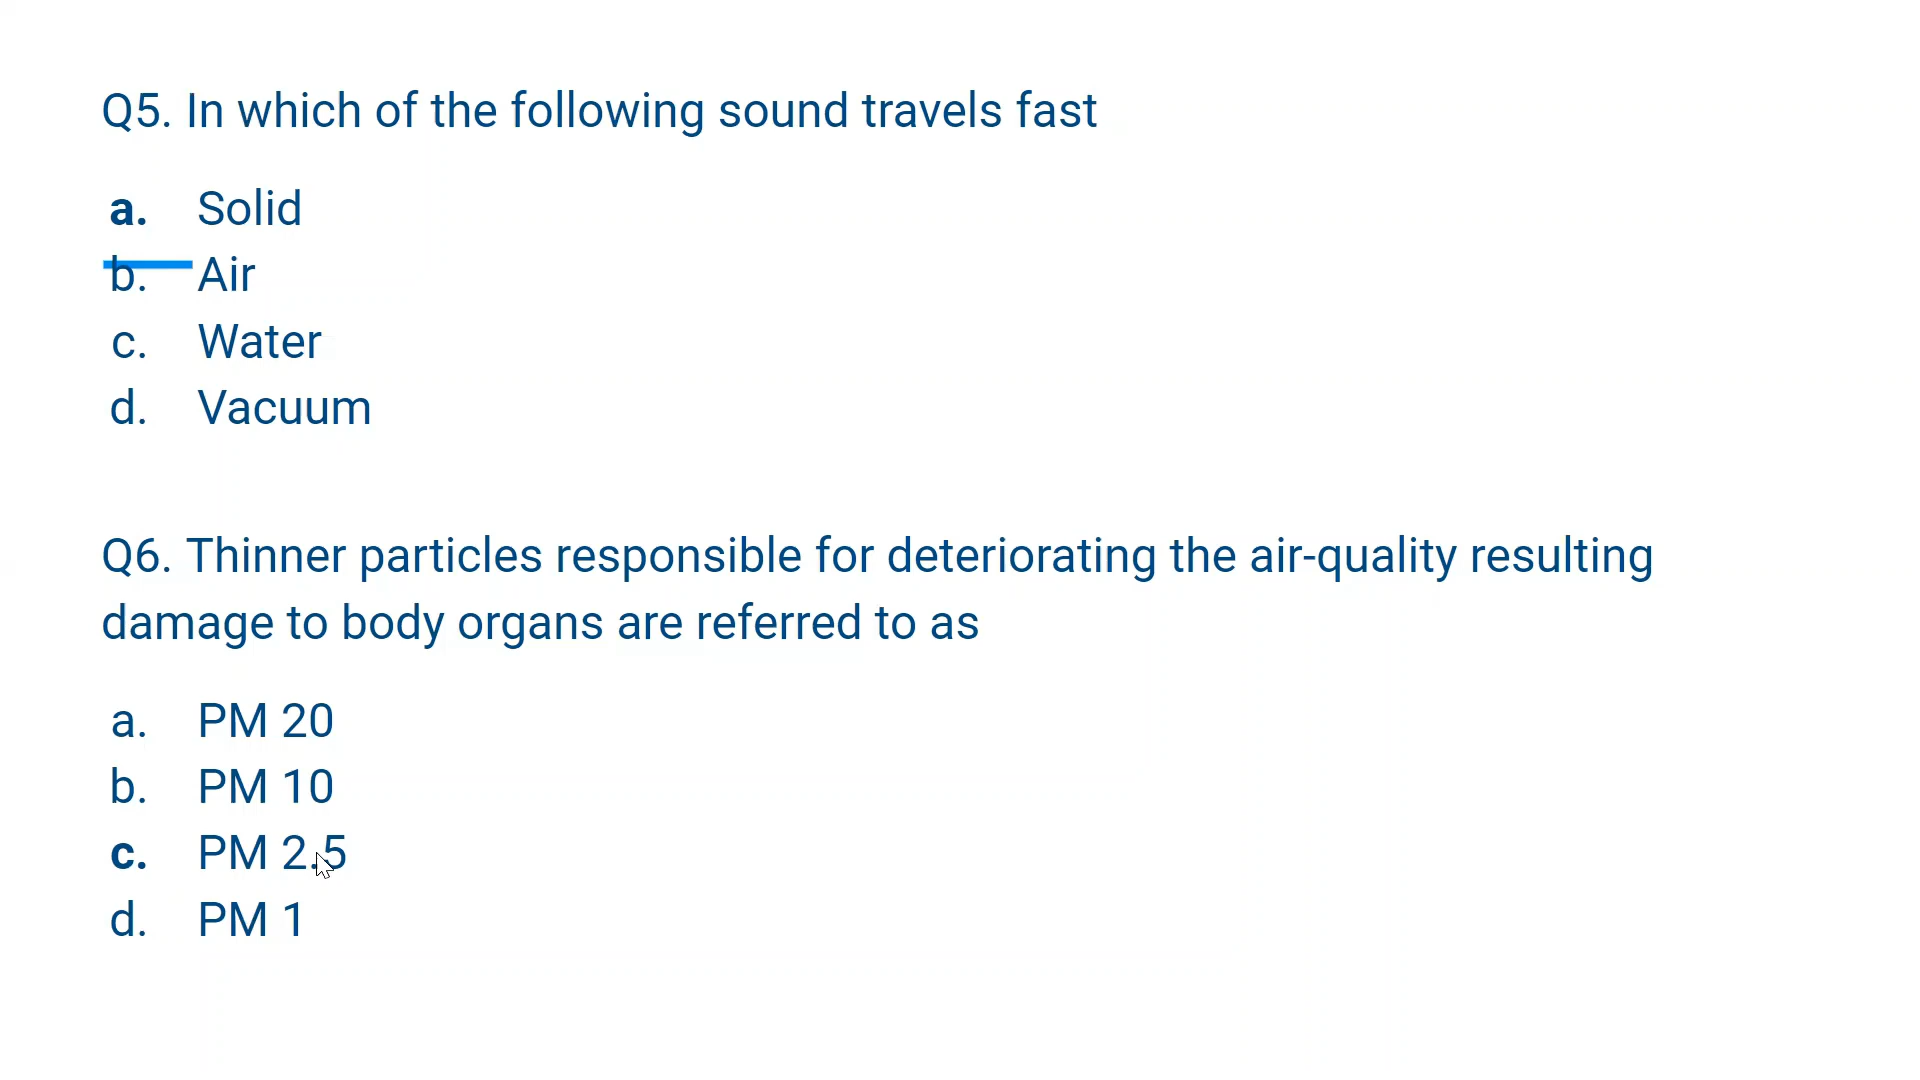 Q5. In which of the following sound travels fast
a. Solid
b. Air
c. Water
d. Vacuum
Q6. Thinner particles responsible for deteriorating the air-quality resulting
damage to body organs are referred to as
a. PM 20
b. PM 10
c. PM 2.5
d. PM 1